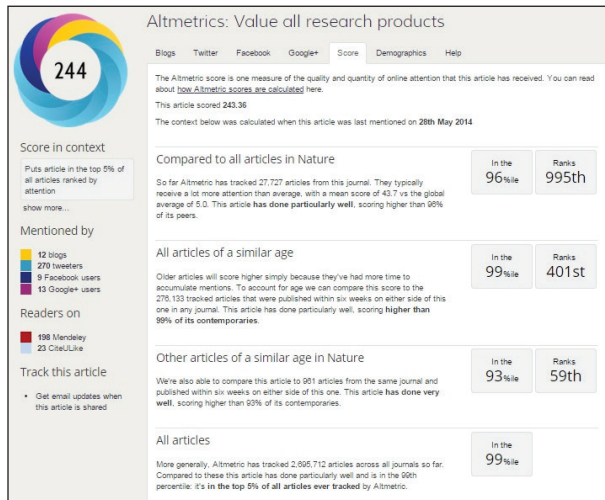 Altmetrics: Value all research products
244
Blogs Twitter Facebook Google+ Score Demographics Help
The Altmetric score is one measure of the quality and quantity of online attention that this article has received. You can read
about how Altmetric scores are calculated here.
This article scored 243.36
The context below was calculated when this article was last mentioned on 28th May 2014
Score in context
Puts article in the top 5% of
all articles ranked by
attention
show more...
Mentioned by
12 blogs
270 tweeters
9 Facebook users
13 Google+ users
Readers on
198 Mendeley
23 CiteULike
Track this article
Get email updates when
this article is shared
Compared to all articles in Nature
So far Altmetric has tracked 27,727 articles from this journal. They typically
receive a lot more attention than average, with a mean score of 43.7 vs the global
average of 5.0. This article has done particularly well, scoring higher than 96%
of its peers.
In the
96%ile
Ranks
995th
All articles of a similar age
Older articles will score higher simply because they've had more time to
accumulate mentions. To account for age we can compare this score to the
276,133 tracked articles that were published within six weeks on either side of this
one in any journal. This article has done particularly well, scoring higher than
99% of its contemporaries.
In the
99%ile
Ranks
401st
Other articles of a similar age in Nature
We're also able to compare this to 961 articles from the same journal and
published within six weeks on either side of this one. This article has done very
well, scoring higher than 93% of its contemporaries.
In the
93%ile
Ranks
59th
All articles
More generally, Altmetric has tracked 2,695,712 articles across all journals so far.
Compared to these this article has done particularly well and is in the 99th
percentile: it's in the top 5% of all articles ever tracked by Altmetric.
In the
99%ile